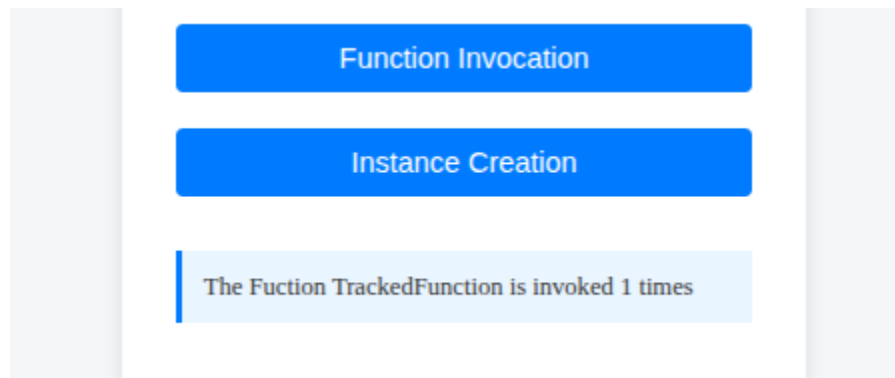 Function Invocation
Instance Creation
The Fuction TrackedFunction is invoked 1 times